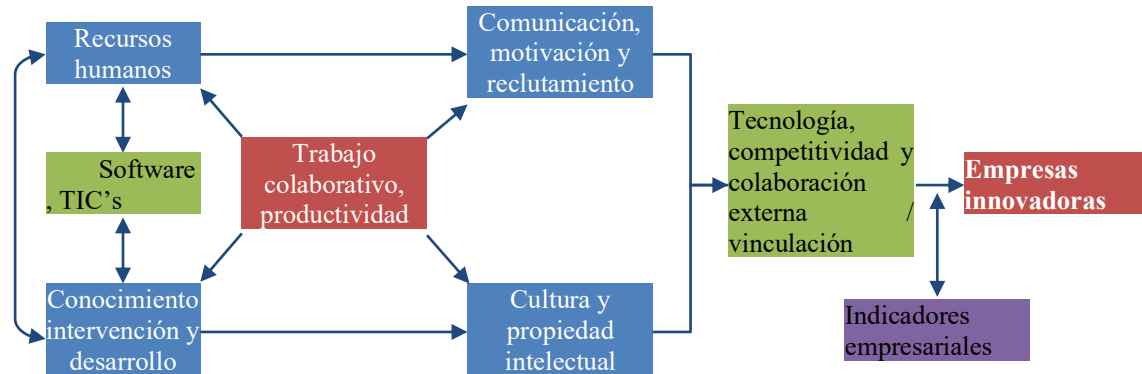 Recursos
humanos
Comunicación,
motivación y
reclutamiento
Software
, TIC’s
Trabajo
colaborativo,
productividad
Tecnología,
competitividad y
colaboración
externa /
vinculación
Empresas
innovadoras
Conocimiento
intervención y
desarrollo
Cultura y
propiedad
intelectual
Indicadores
empresariales